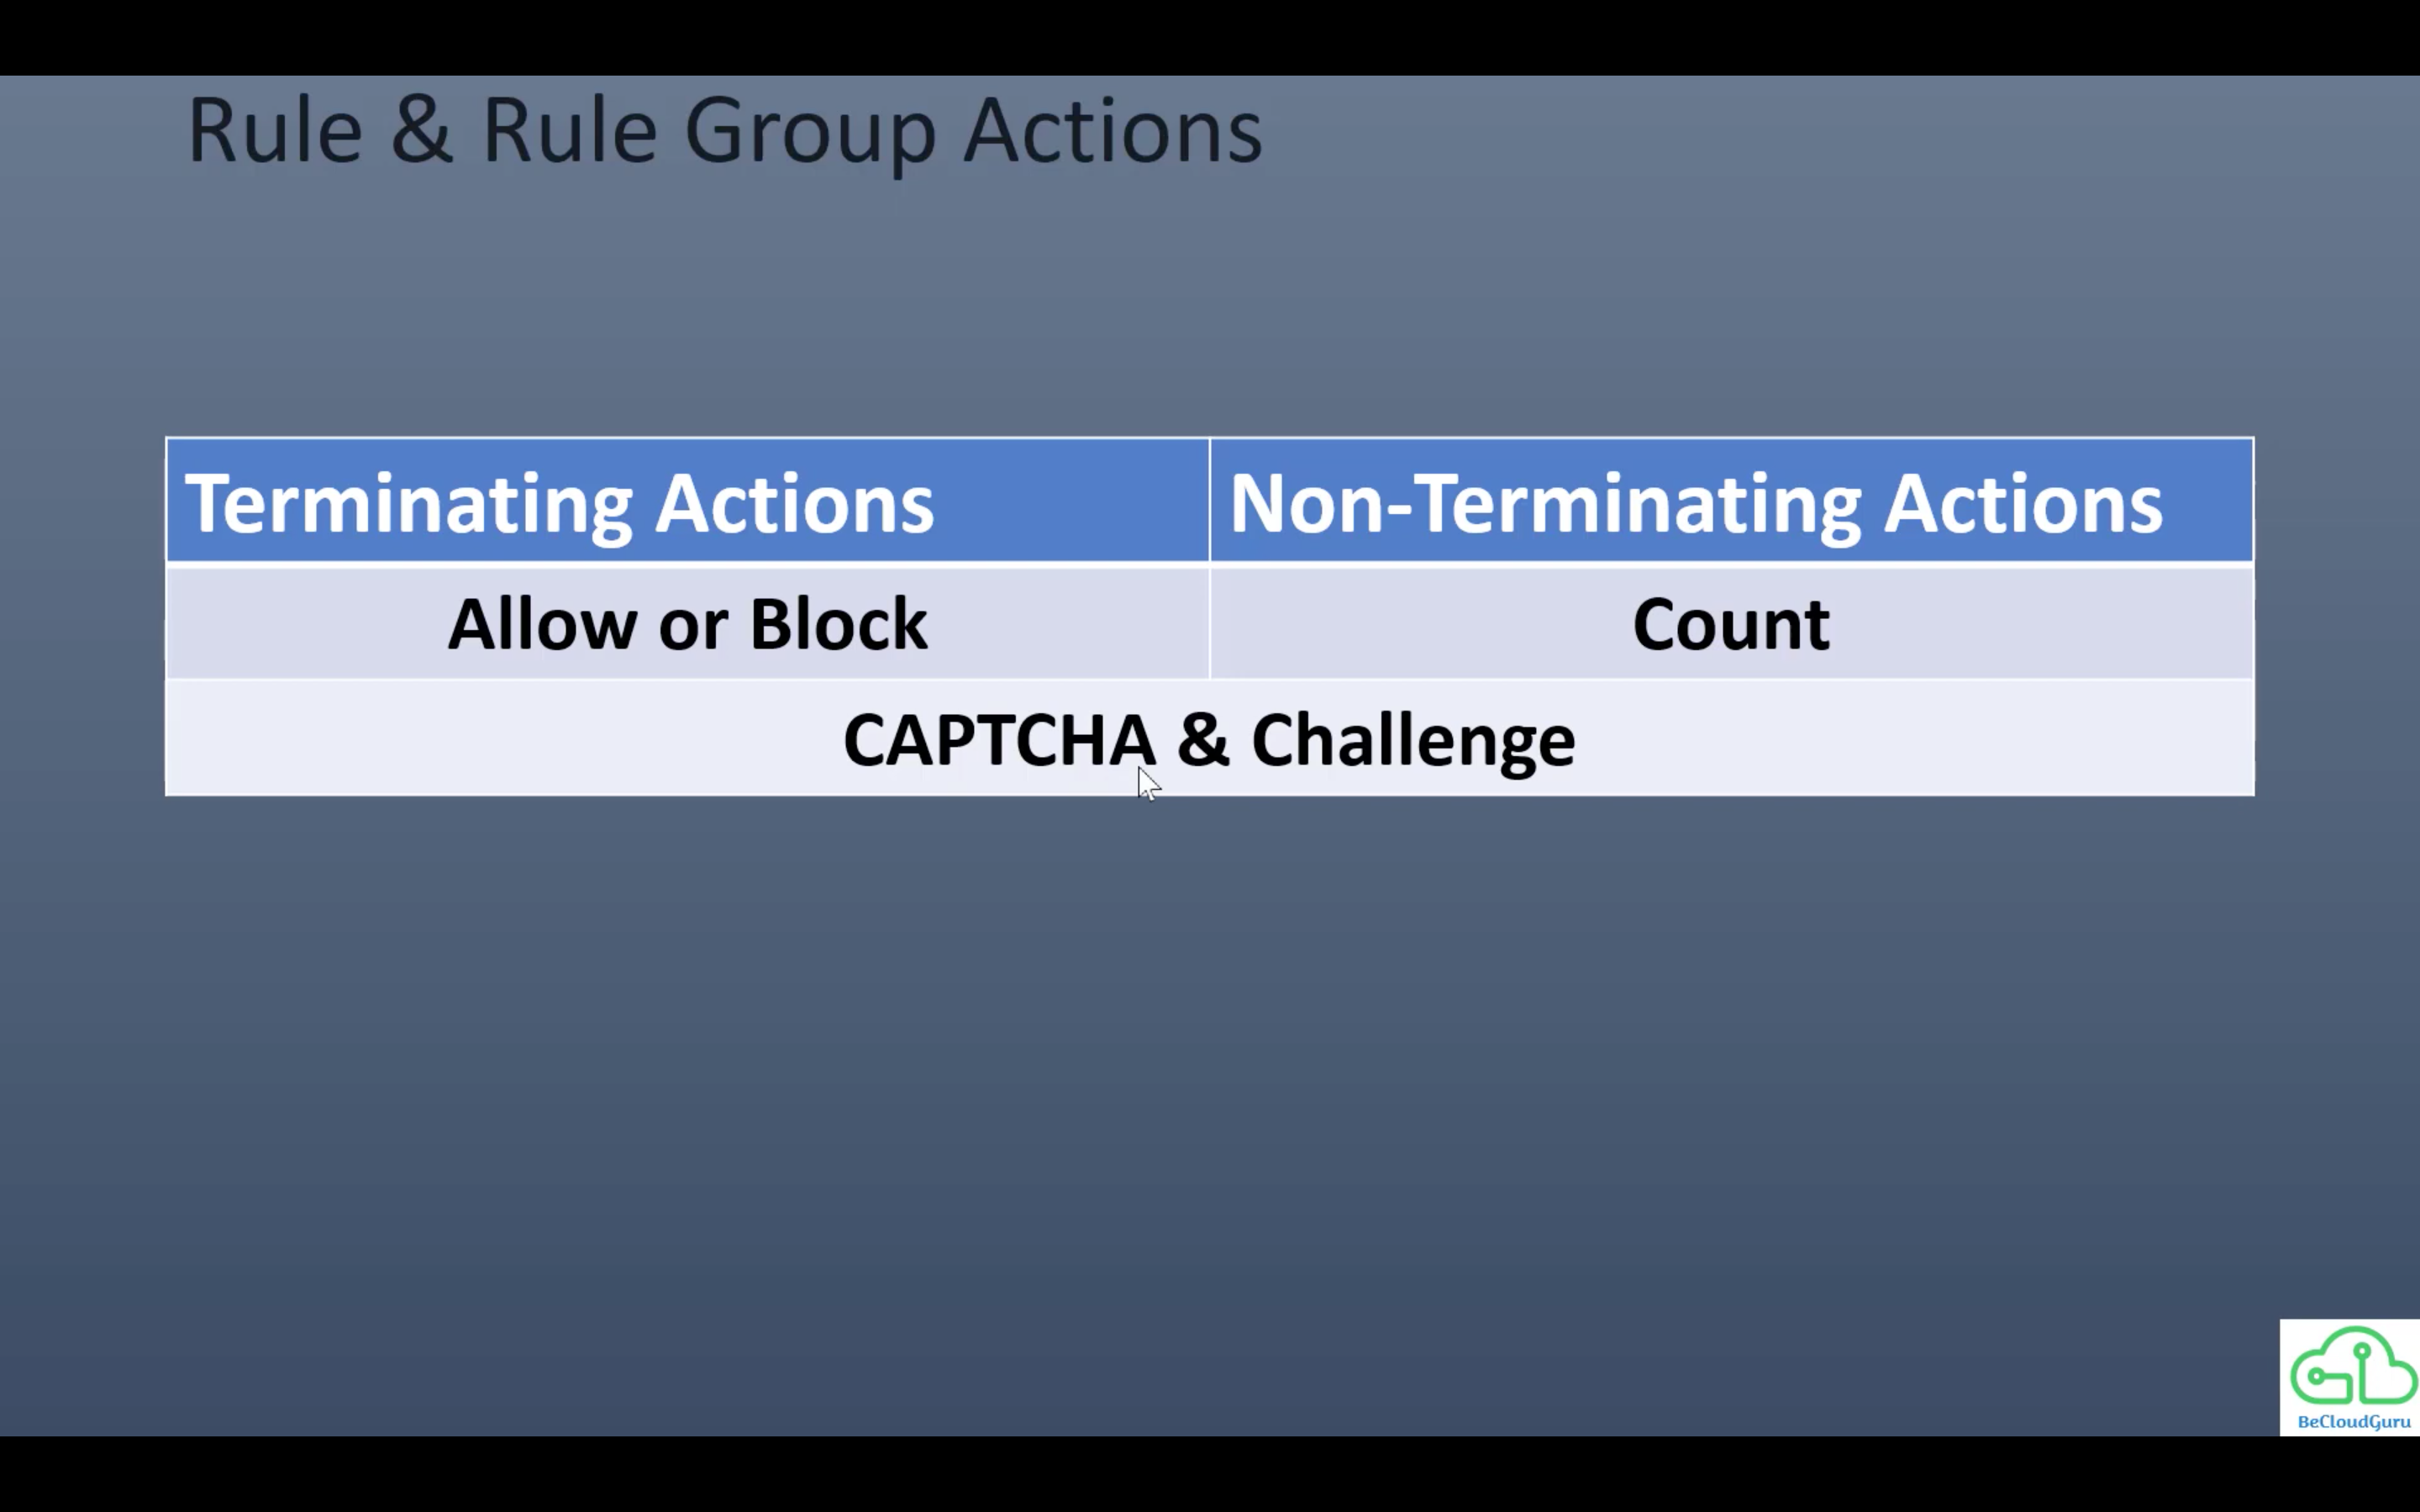 Rule & Rule Group Actions
Terminating Actions
Non-Terminating Actions
Allow or Block
Count
CAPTCHA & Challenge
BeCloudGuru